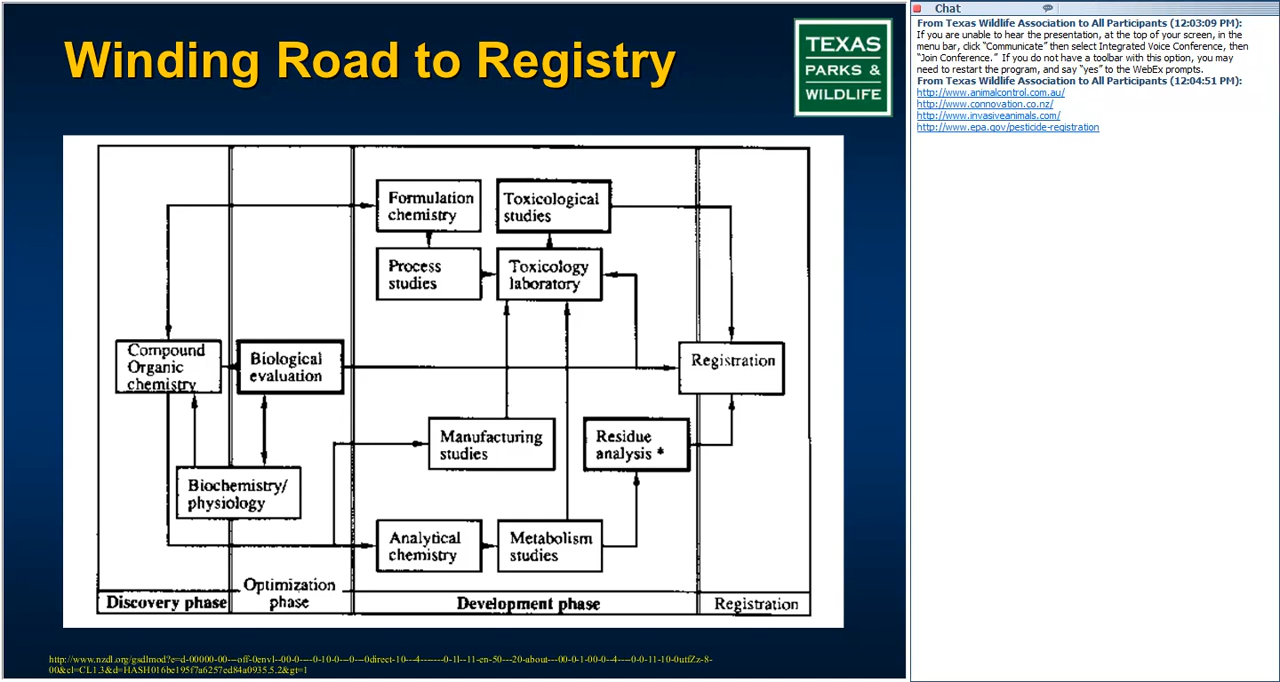 Winding Road to Registry
TEXAS
PARKS &
WILDLIFE
Formulation
chemistry
Toxicological
studies
Process
studies
Toxicology
laboratory
Compound
Organic
chemistry
Biological
evaluation
Registration
Manufacturing
studies
Residue
analysis *
Biochemistry/
physiology
Analytical
chemistry
Metabolism
studies
Discovery phase
Optimization
phase
Development phase
Registration
Chat
From Texas Wildlife Association to All Participants (12:03:09 PM):
If you are unable to hear the presentation, at the top of your screen, in the
menu bar, click "Communicate" then select Integrated Voice Conference, then
"Join Conference." If you do not have a toolbar with this option, you may
need to restart the program, and say "yes" to the WebEx prompts.
From Texas Wildlife Association to All Participants (12:04:51 PM):
http://www.animalcontrol.com.au/
http://www.connovation.co.nz/
http://www.invasiveanimals.com/
http://www.epa.gov/pesticide-registration